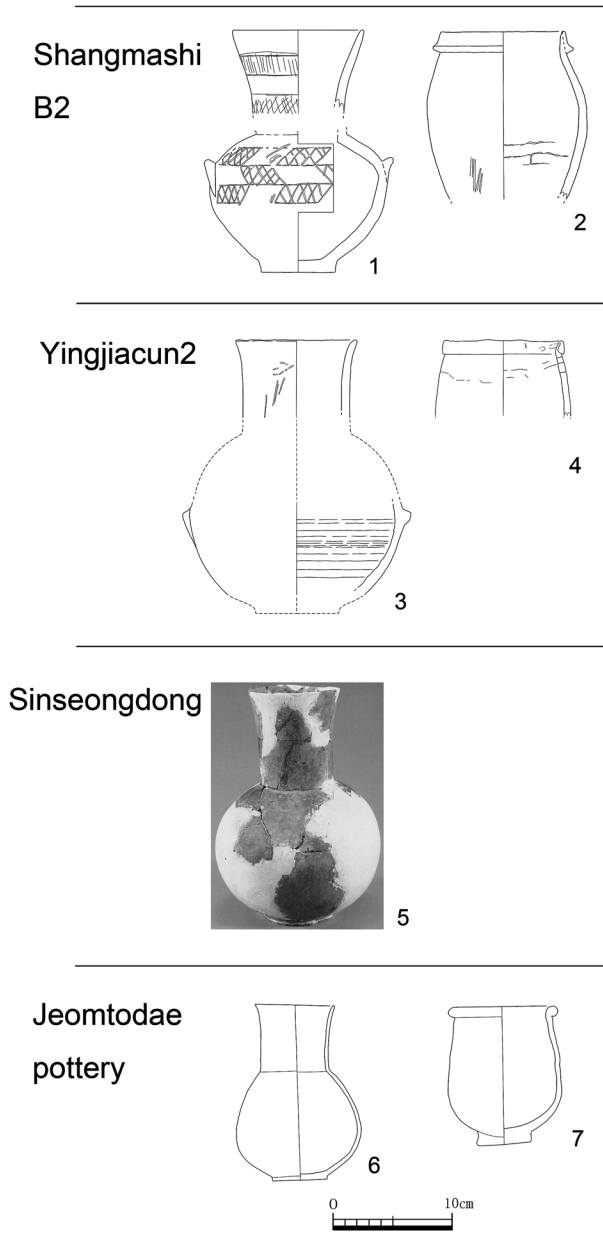 Shangmashi
B2
1
2
Yingjiacun2
3
4
Sinseongdong
5
Jeomtodae
pottery
6
7
0 10cm